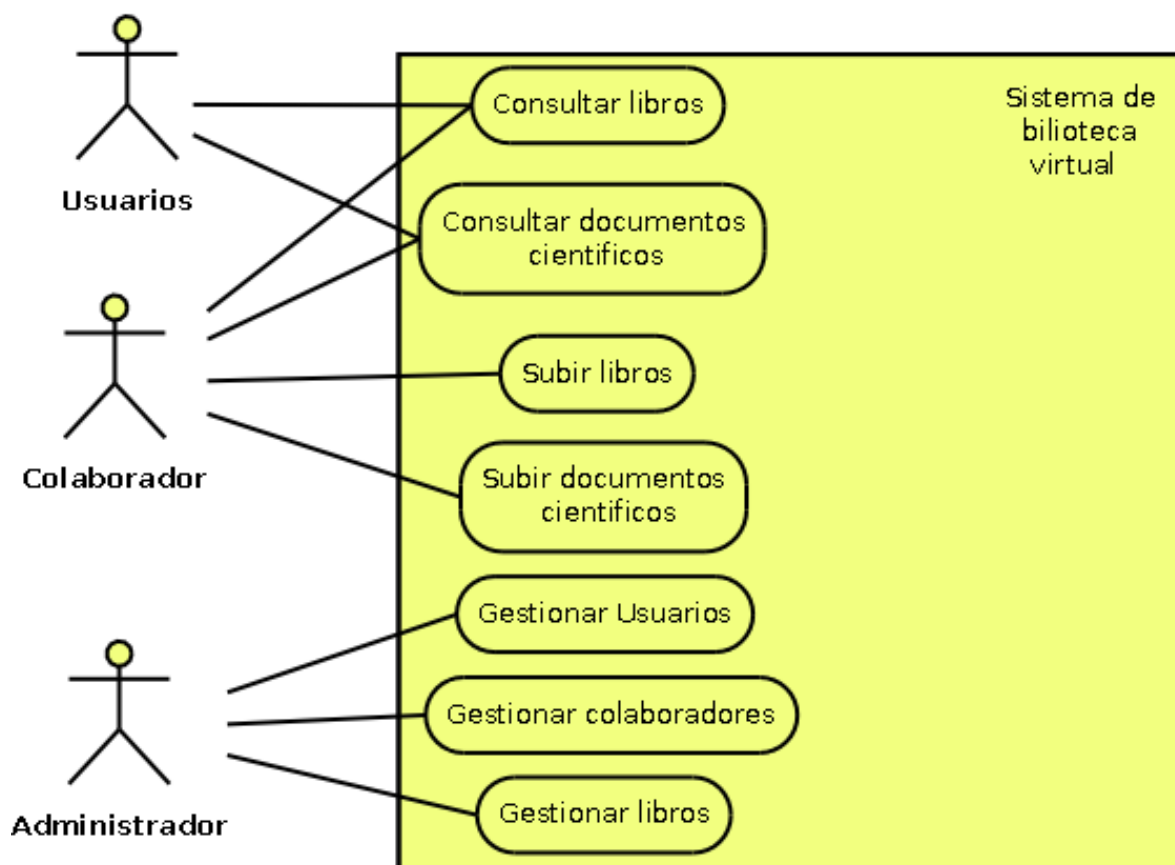 Usuarios
Consultar libros
Sistema de
bilioteca
virtual
Consultar documentos
cientificos
Colaborador
Subir libros
Subir documentos
cientificos
Administrador
Gestionar Usuarios
Gestionar colaboradores
Gestionar libros